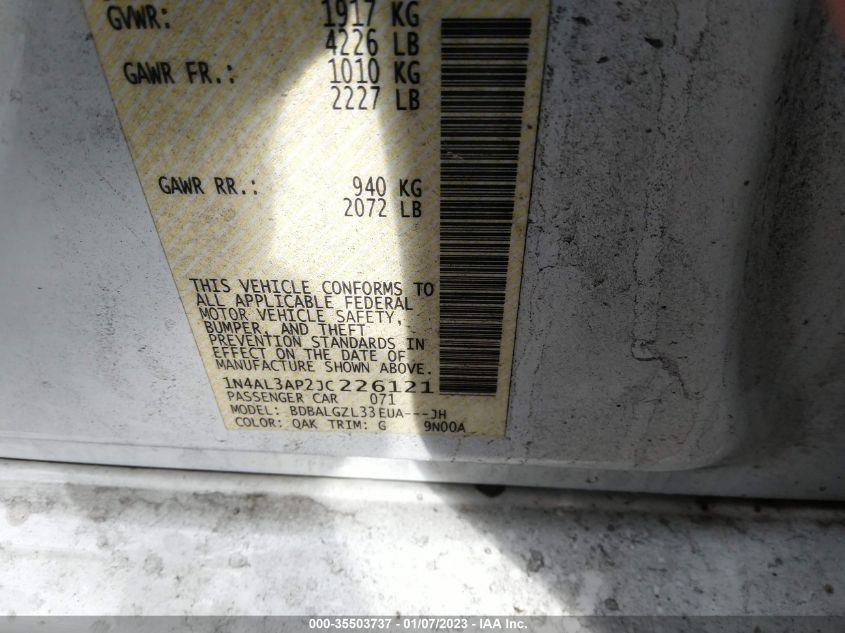 GVWR: 1917 KG
4226 LB
GAWR FR.: 1010 KG
2227 LB
GAWR RR.: 940 KG
2072 LB
THIS VEHICLE CONFORMS TO
ALL APPLICABLE FEDERAL
MOTOR VEHICLE SAFETY,
BUMPER, AND THEFT
PREVENTION STANDARDS IN
EFFECT ON THE DATE OF
MANUFACTURE SHOWN ABOVE.
1N4AL3AP2JC226121
PASSENGER CAR 071
MODEL: BDBALGZL33EUA---JH
COLOR: QAK TRIM: G 9N00A
000-35503737 - 01/07/2023 - IAA Inc.